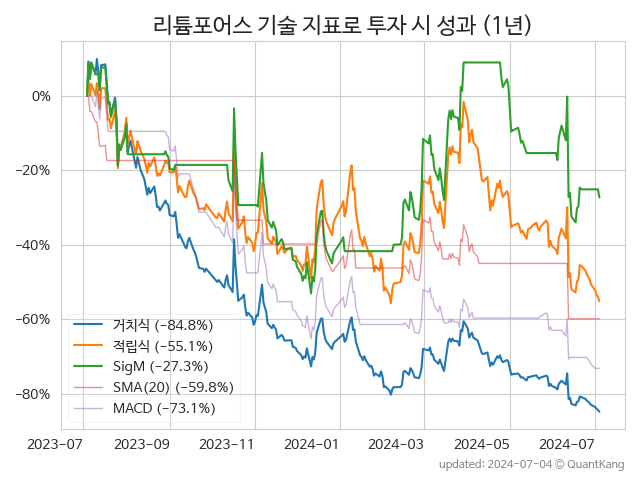 리튬포어스 기술 지표로 투자 시 성과 (1년)
0%
−20%
−40%
−60%
−80%
거치식 (−84.8%)
적립식 (−55.1%)
SigM (−27.3%)
SMA(20) (−59.8%)
MACD (−73.1%)
2023−07
2023−09
2023−11
2024−01
2024−03
2024−05
2024−07
updated: 2024−07−04 © QuantKang